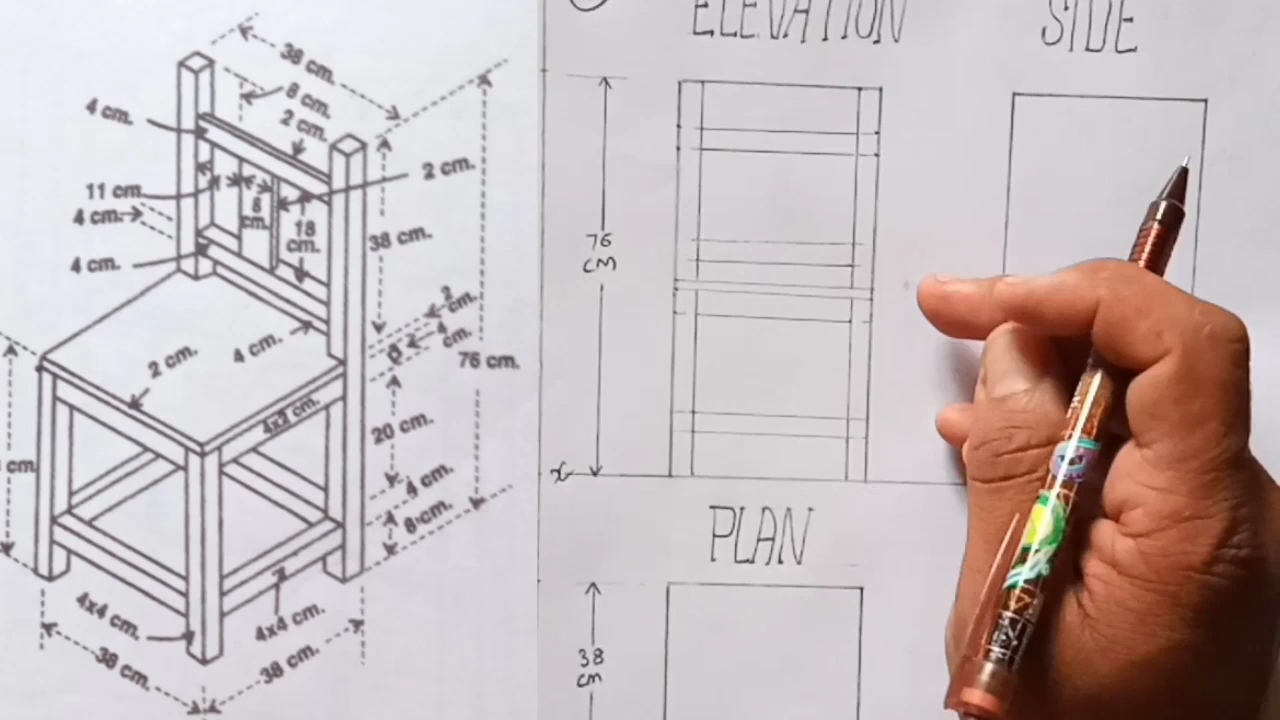 38 cm.
8 cm.
2 cm.
4 cm.
11 cm
4 cm.
4 cm.
8 cm.
18 cm.
2 cm.
38 cm.
2 cm.
4 cm.
76 cm.
2 cm.
4 cm.
4x2 cm.
20 cm.
4 cm.
8 cm.
cm
4x4 cm.
4x4 cm.
38 cm.
38 cm.
ELEVATION
SIDE
76
CM
x
PLAN
38
CM